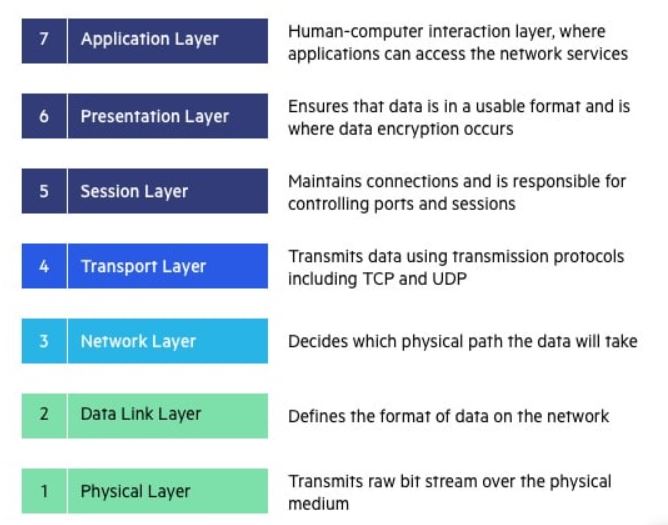 7 Application Layer
Human-computer interaction layer, where
applications can access the network services
6 Presentation Layer
Ensures that data is in a usable format and is
where data encryption occurs
5 Session Layer
Maintains connections and is responsible for
controlling ports and sessions
4 Transport Layer
Transmits data using transmission protocols
including TCP and UDP
3 Network Layer
Decides which physical path the data will take
2 Data Link Layer
Defines the format of data on the network
1 Physical Layer
Transmits raw bit stream over the physical
medium